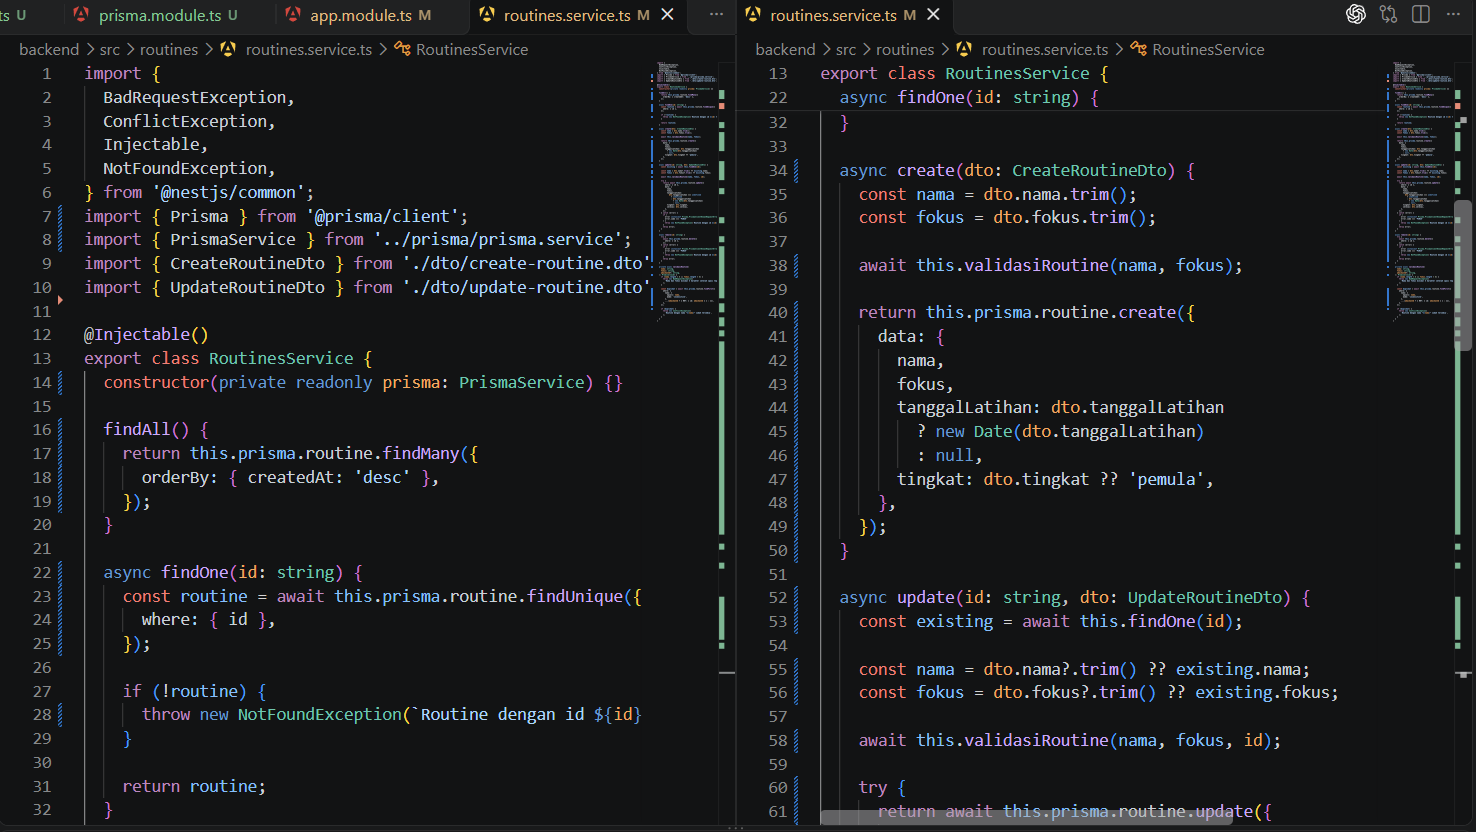 ts U
prisma.module.ts U
app.module.ts M
routines.service.ts M
backend > src > routines > routines.service.ts > RoutinesService
1 import {
2 BadRequestException,
3 ConflictException,
4 Injectable,
5 NotFoundException,
6 } from '@nestjs/common';
7 import { Prisma } from '@prisma/client';
8 import { PrismaService } from '../prisma/prisma.service';
9 import { CreateRoutineDto } from './dto/create-routine.dto'
10 import { UpdateRoutineDto } from './dto/update-routine.dto'
11
12 @Injectable()
13 export class RoutinesService {
14 constructor(private readonly prisma: PrismaService) {}
15
16 findAll() {
17 return this.prisma.routine.findMany({
18 orderBy: { createdAt: 'desc' },
19 });
20 }
21
22 async findOne(id: string) {
23 const routine = await this.prisma.routine.findUnique({
24 where: { id },
25 });
26
27 if (!routine) {
28 throw new NotFoundException(`Routine dengan id ${id}
29 }
30
31 return routine;
32 }
routines.service.ts M
backend > src > routines > routines.service.ts > RoutinesService
13 export class RoutinesService {
22 async findOne(id: string) {
32 }
33
34 async create(dto: CreateRoutineDto) {
35 const nama = dto.nama.trim();
36 const fokus = dto.fokus.trim();
37
38 await this.validasiRoutine(nama, fokus);
39
40 return this.prisma.routine.create({
41 data: {
42 nama,
43 fokus,
44 tanggalLatihan: dto.tanggalLatihan
45 ? new Date(dto.tanggalLatihan)
46 : null,
47 tingkat: dto.tingkat ?? 'pemula',
48 },
49 });
50 }
51
52 async update(id: string, dto: UpdateRoutineDto) {
53 const existing = await this.findOne(id);
54
55 const nama = dto.nama?.trim() ?? existing.nama;
56 const fokus = dto.fokus?.trim() ?? existing.fokus;
57
58 await this.validasiRoutine(nama, fokus, id);
59
60 try {
61 return await this.prisma.routine.update({